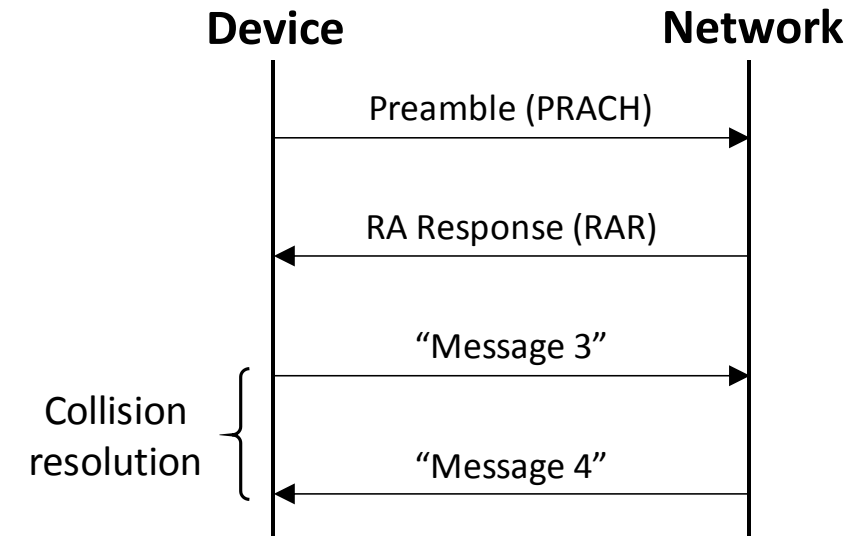 Device
Network
Preamble (PRACH)
RA Response (RAR)
“Message 3”
Collision
resolution
“Message 4”